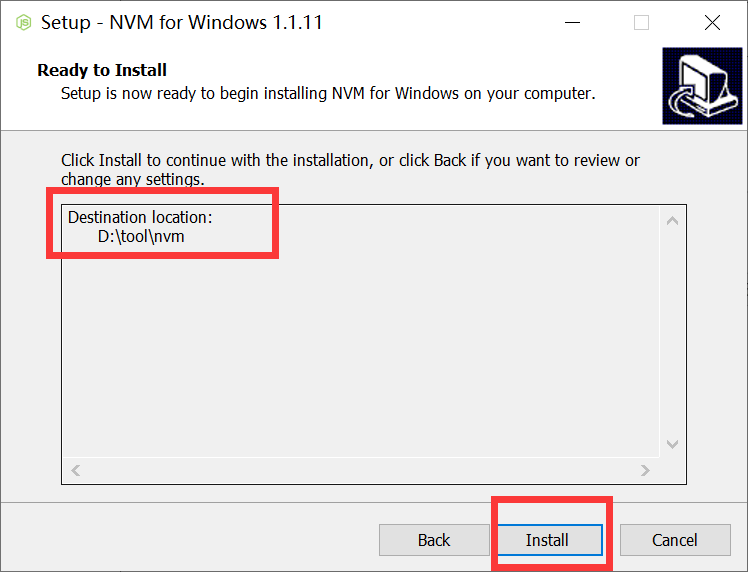 Setup - NVM for Windows 1.1.11
Ready to Install
Setup is now ready to begin installing NVM for Windows on your computer.
Click Install to continue with the installation, or click Back if you want to review or
change any settings.
Destination location:
D:\tool\nvm
Back
Install
Cancel